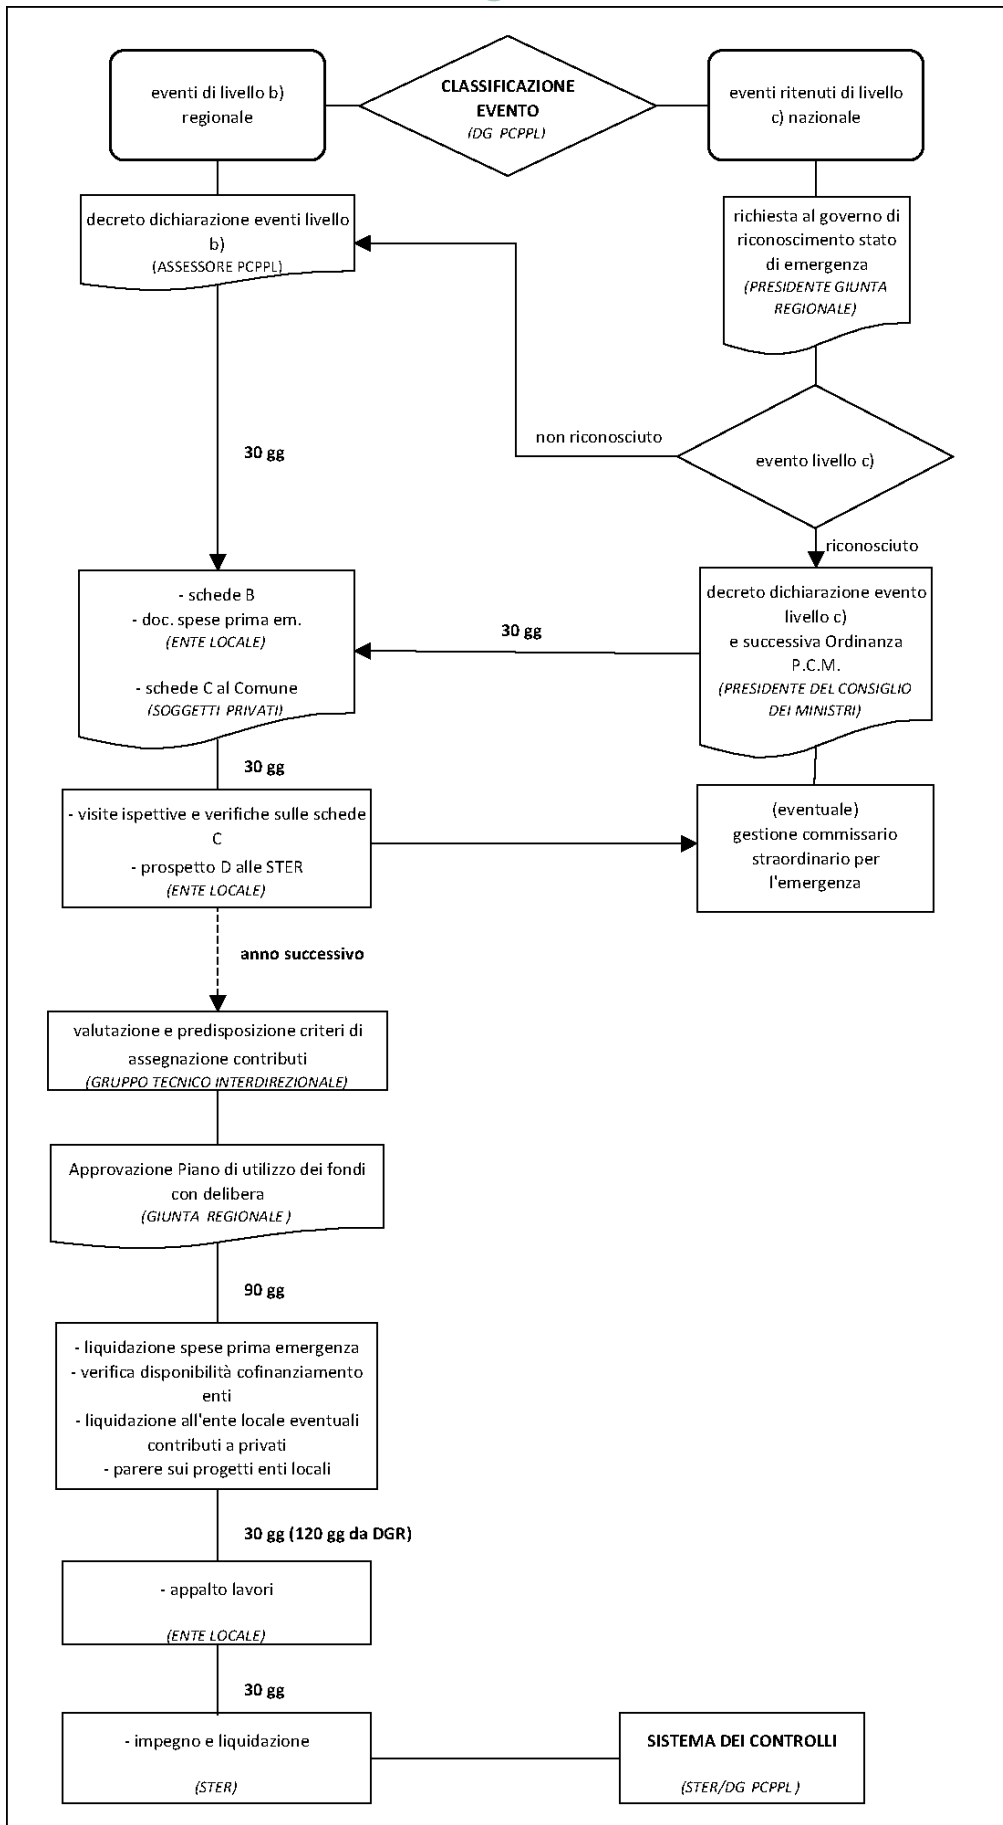 eventi di livello b)
regionale
CLASSIFICAZIONE
EVENTO
(DG PCPPL)
eventi ritenuti di livello
c) nazionale
decreto dichiarazione eventi livello
b)
(ASSESSORE PCPPL)
richiesta al governo di
riconoscimento stato
di emergenza
(PRESIDENTE GIUNTA
REGIONALE)
30 gg
non riconosciuto
evento livello c)
riconosciuto
- schede B
- doc. spese prima em.
(ENTE LOCALE)
- schede C al Comune
(SOGGETTI PRIVATI)
30 gg
decreto dichiarazione evento
livello c)
e successiva Ordinanza
P.C.M.
(PRESIDENTE DEL CONSIGLIO
DEI MINISTRI)
30 gg
- visite ispettive e verifiche sulle schede
C
- prospetto D alle STER
(ENTE LOCALE)
(eventuale)
gestione commissario
straordinario per
l'emergenza
anno successivo
valutazione e predisposizione criteri di
assegnazione contributi
(GRUPPO TECNICO INTERDIREZIONALE)
Approvazione Piano di utilizzo dei fondi
con delibera
(GIUNTA REGIONALE)
90 gg
- liquidazione spese prima emergenza
- verifica disponibilità cofinanziamento
enti
- liquidazione all'ente locale eventuali
contributi a privati
- parere sui progetti enti locali
30 gg (120 gg da DGR)
- appalto lavori
(ENTE LOCALE)
30 gg
- impegno e liquidazione
(STER)
SISTEMA DEI CONTROLLI
(STER/DG PCPPL)